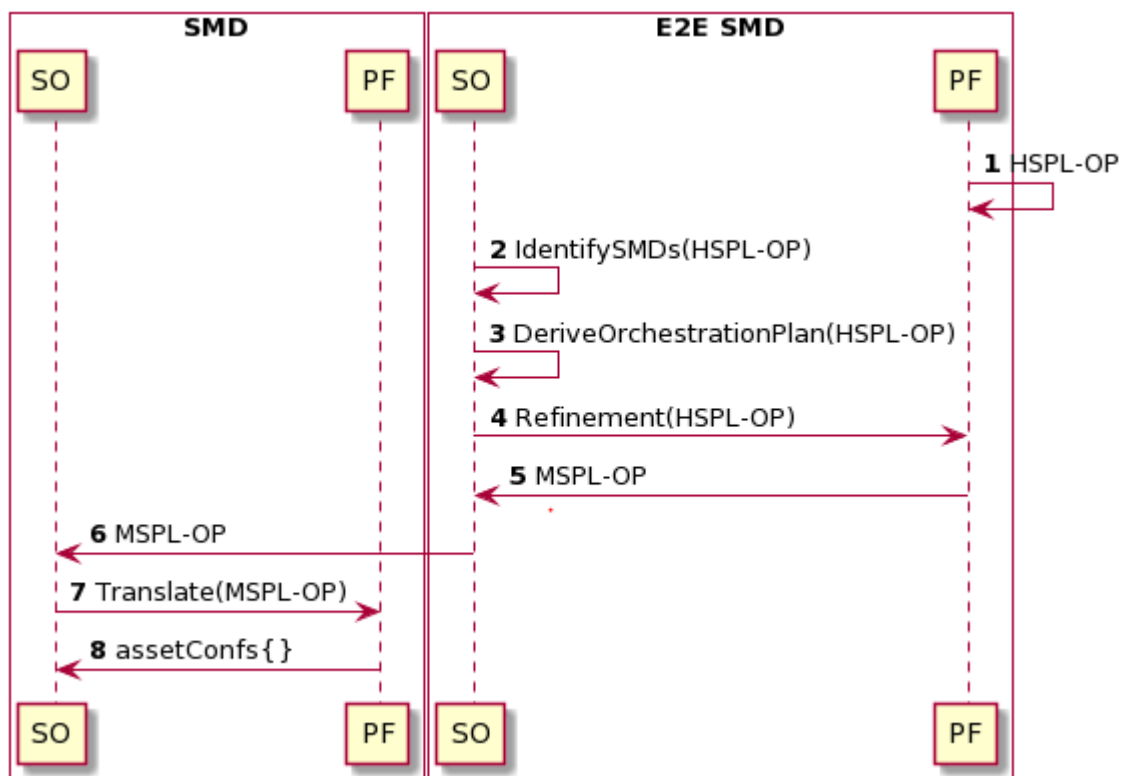 SMD
E2E SMD
SO
PF
SO
PF
1 HSPL-OP
2 IdentifySMDs(HSPL-OP)
3 DeriveOrchestrationPlan(HSPL-OP)
4 Refinement(HSPL-OP)
5 MSPL-OP
6 MSPL-OP
7 Translate(MSPL-OP)
8 assetConfs{}
SO
PF
SO
PF